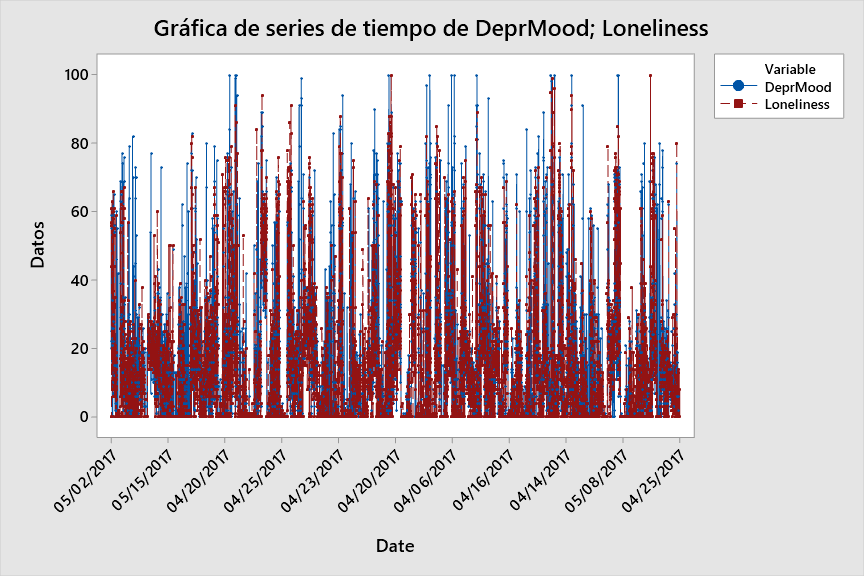 Gráfica de series de tiempo de DeprMood; Loneliness
Variable
DeprMood
Loneliness
Datos
100
80
60
40
20
0
05/02/2017
05/15/2017
04/20/2017
04/25/2017
04/23/2017
04/20/2017
04/06/2017
04/16/2017
04/14/2017
05/08/2017
04/25/2017
Date